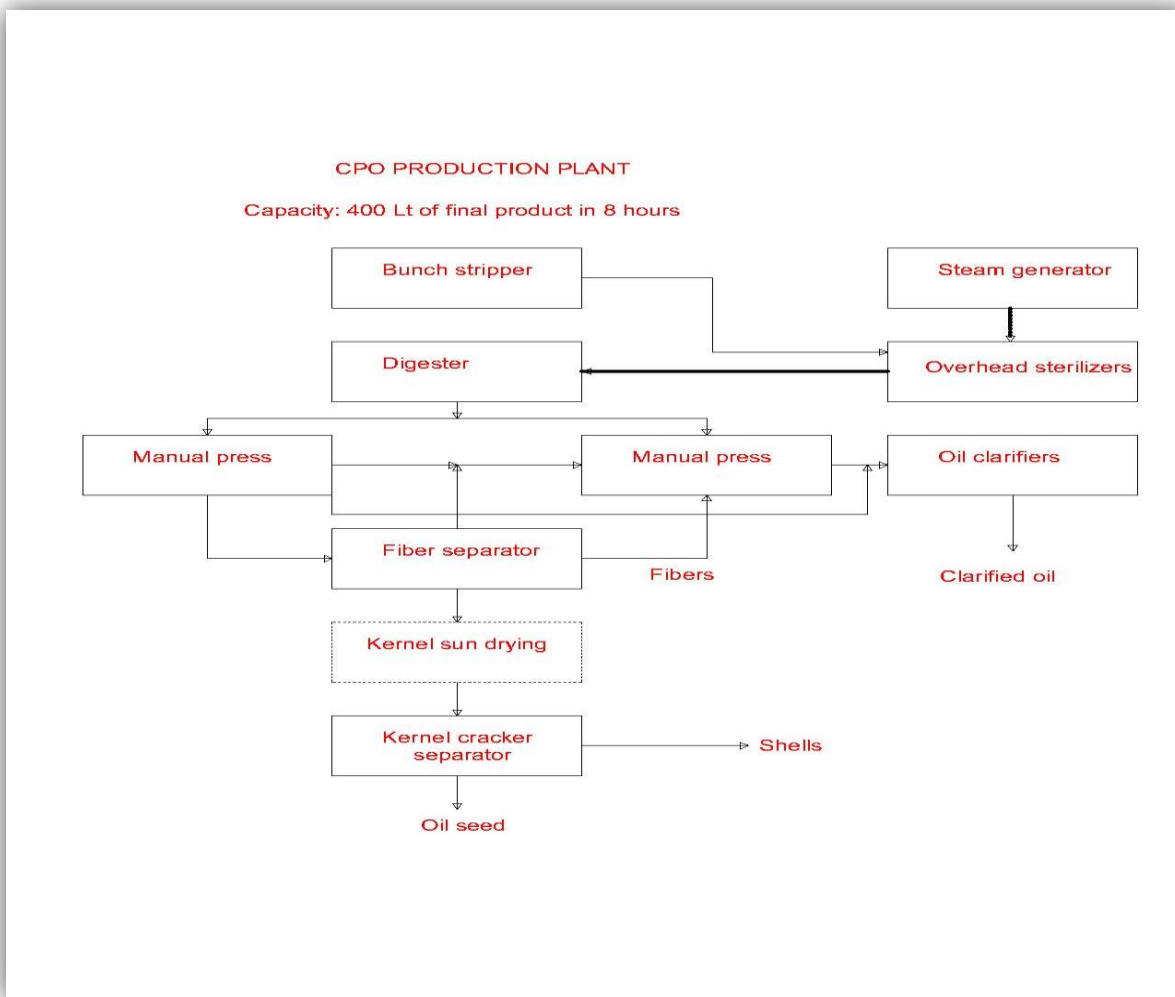 CPO PRODUCTION PLANT
Capacity: 400 Lt of final product in 8 hours
Bunch stripper
Steam generator
Digester
Overhead sterilizers
Manual press
Manual press
Oil clarifiers
Fiber separator
Fibers
Clarified oil
Kernel sun drying
Kernel cracker
separator
Shells
Oil seed